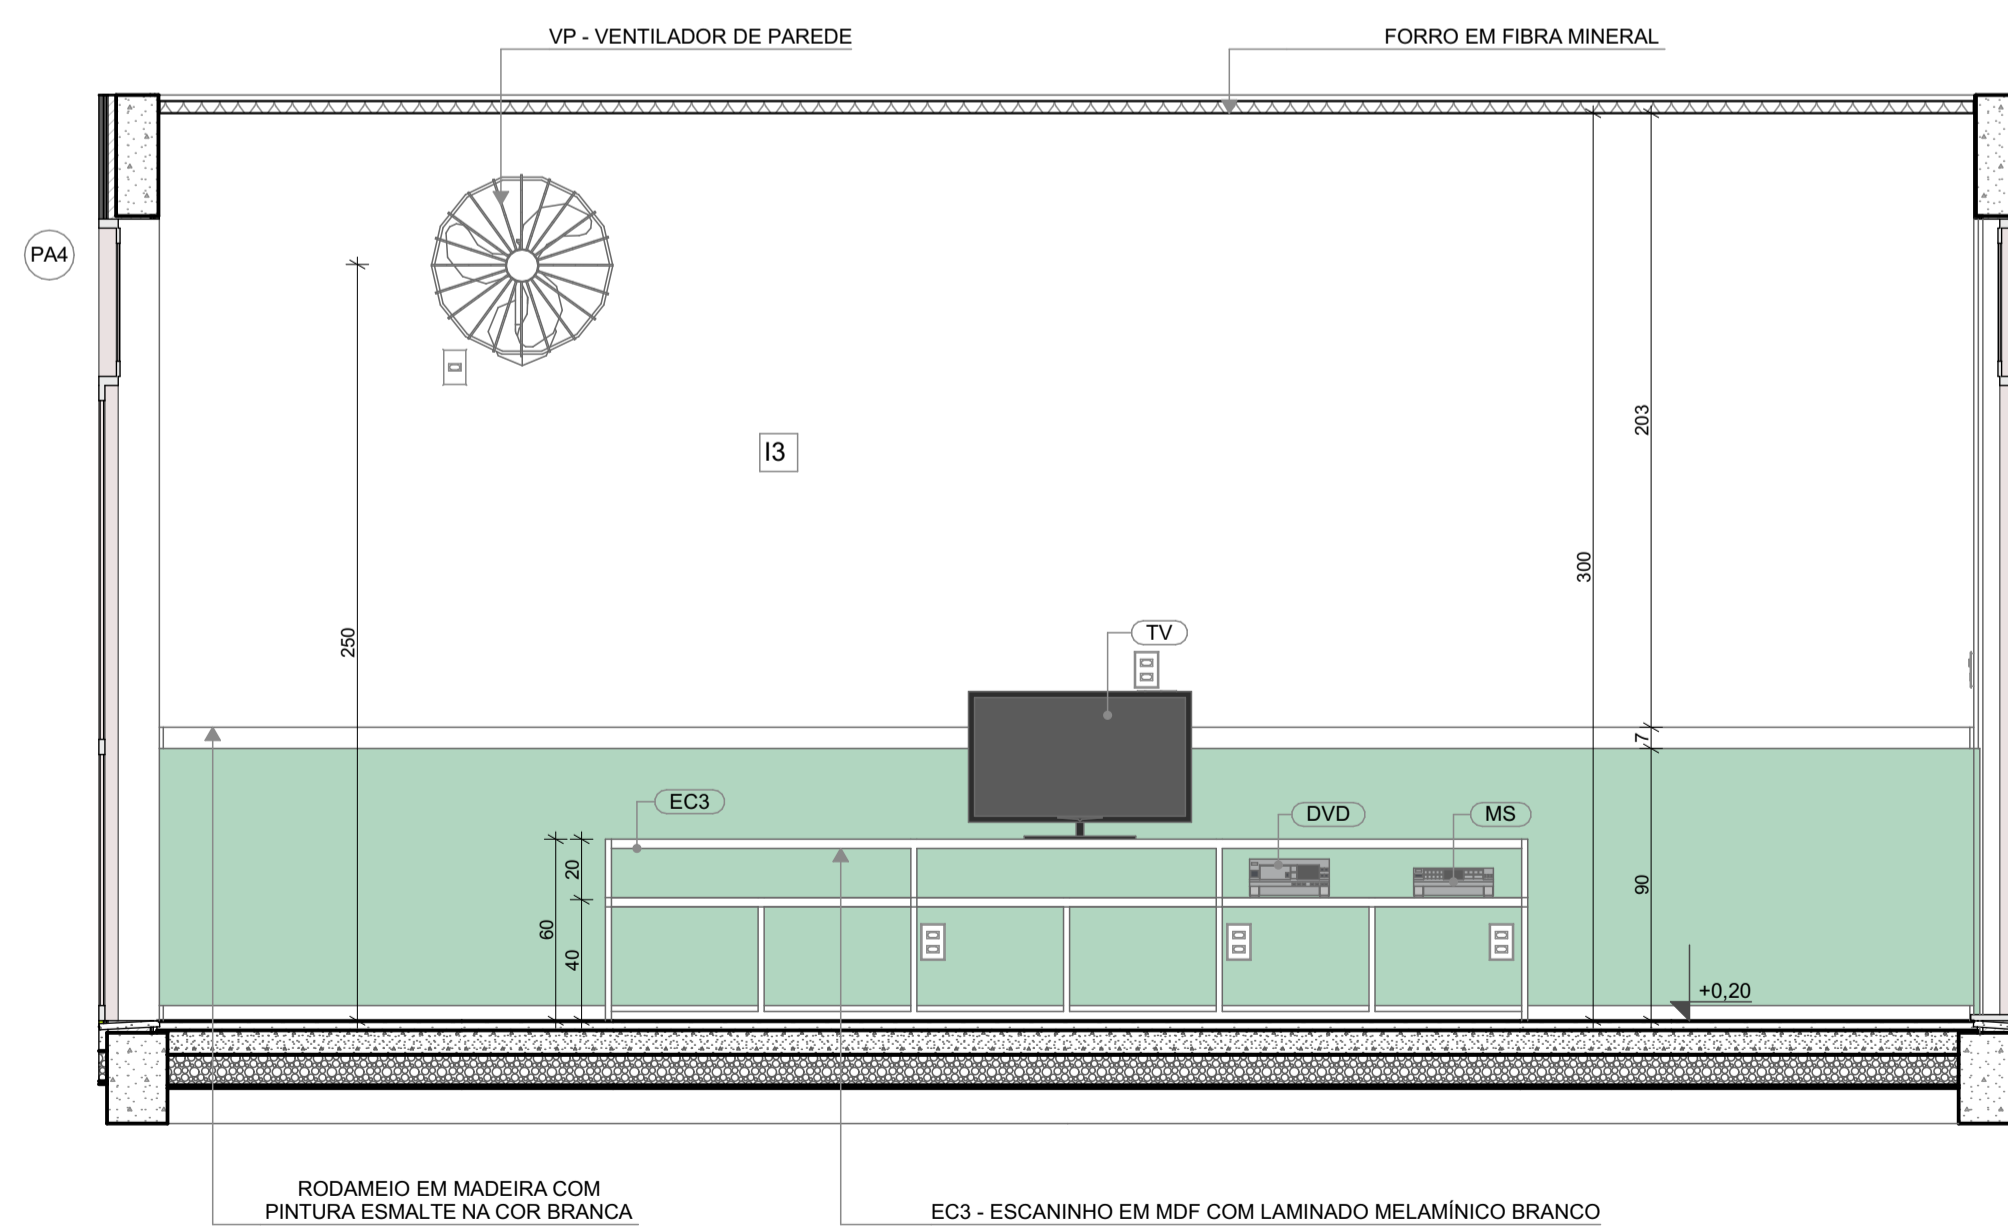 VP - VENTILADOR DE PAREDE
FORRO EM FIBRA MINERAL
PA4
I3
203
300
250
TV
7
EC3
DVD
MS
20
60
40
90
+0,20
RODAMEIO EM MADEIRA COM
PINTURA ESMALTE NA COR BRANCA
EC3 - ESCANINHO EM MDF COM LAMINADO MELAMÍNICO BRANCO